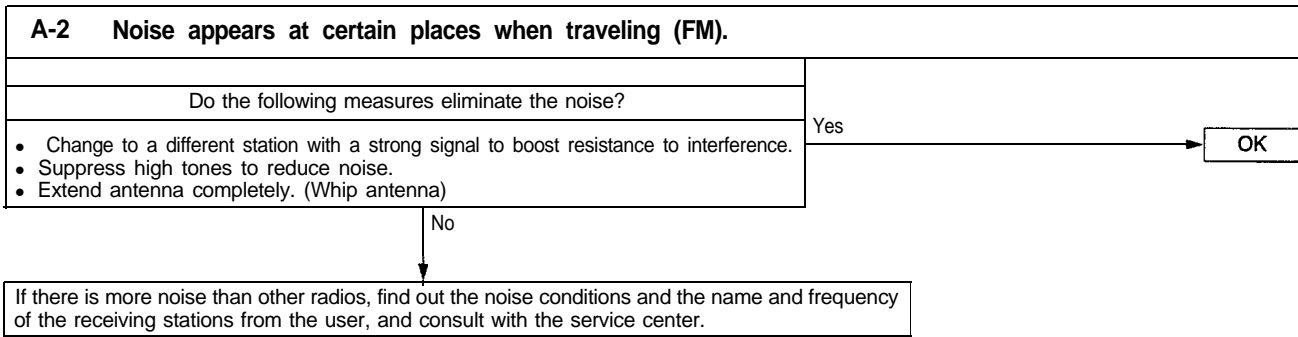 A-2 Noise appears at certain places when traveling (FM).
Do the following measures eliminate the noise?
• Change to a different station with a strong signal to boost resistance to interference.
• Suppress high tones to reduce noise.
• Extend antenna completely. (Whip antenna)
Yes
OK
No
If there is more noise than other radios, find out the noise conditions and the name and frequency
of the receiving stations from the user, and consult with the service center.